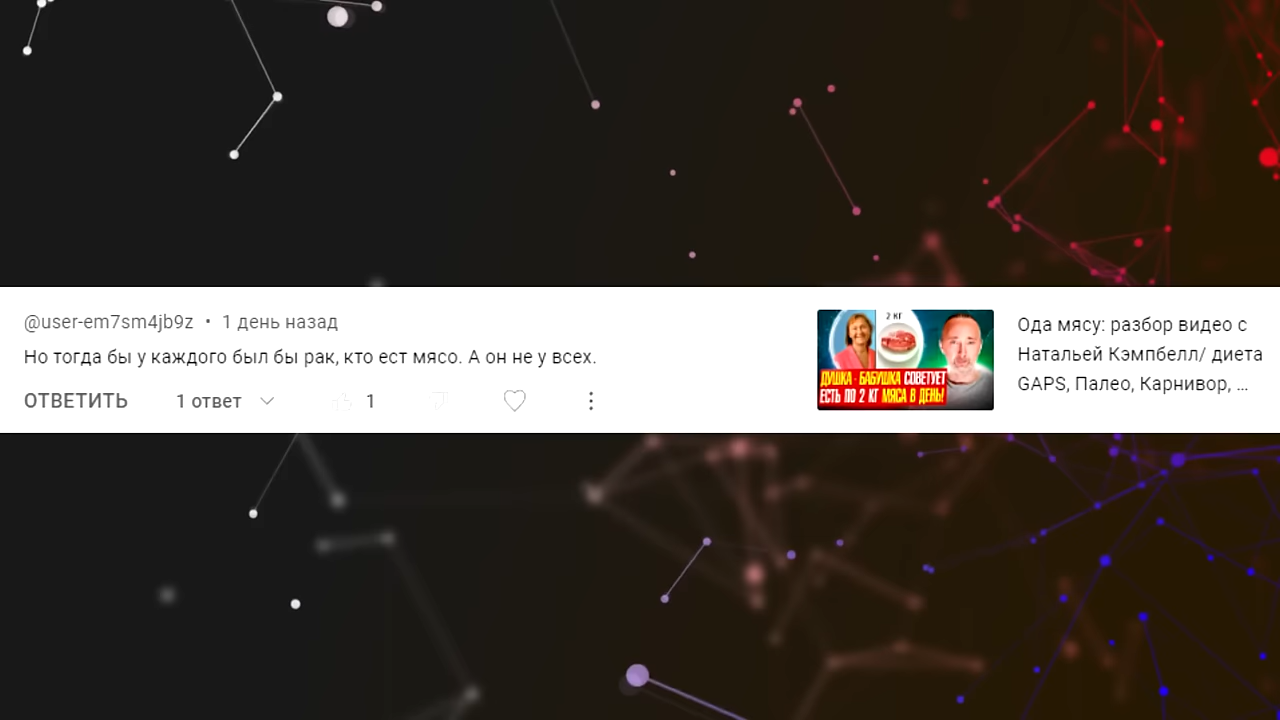 @user-em7sm4jb9z • 1 день назад
Но тогда бы у каждого был бы рак, кто ест мясо. А он не у всех.
ОТВЕТИТЬ 1 ответ 1
2 КГ
ДУШКА - БАБУШКА СОВЕТУЕТ
ЕСТЬ ПО 2 КГ МЯСА В ДЕНЬ!
Ода мясу: разбор видео с
Натальей Кэмпбелл/ диета
GAPS, Палео, Карнивор, ...